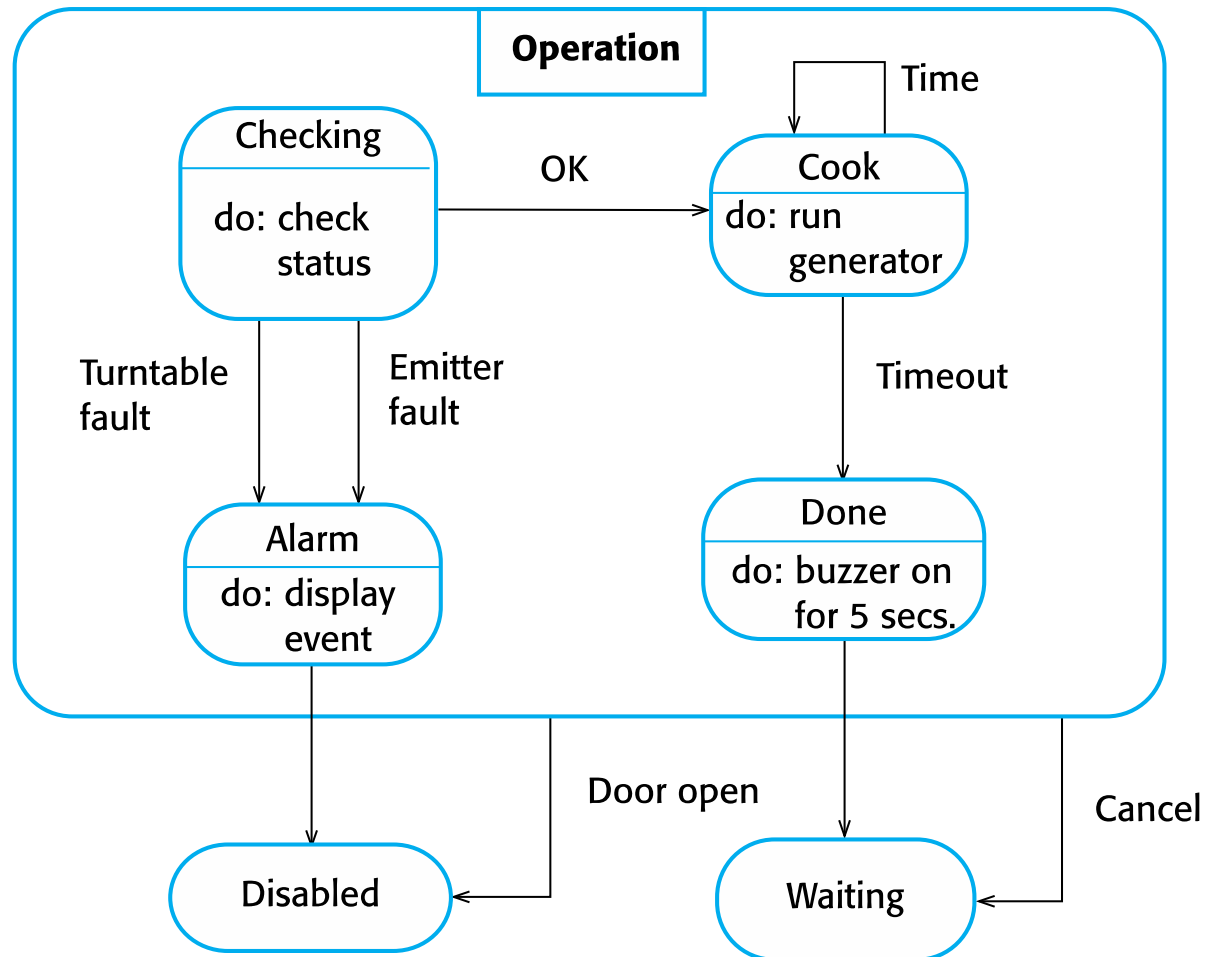 Operation
Time
Checking
OK
Cook
do: check
status
do: run
generator
Turntable
fault
Emitter
fault
Timeout
Alarm
do: display
event
Done
do: buzzer on
for 5 secs.
Door open
Cancel
Disabled
Waiting